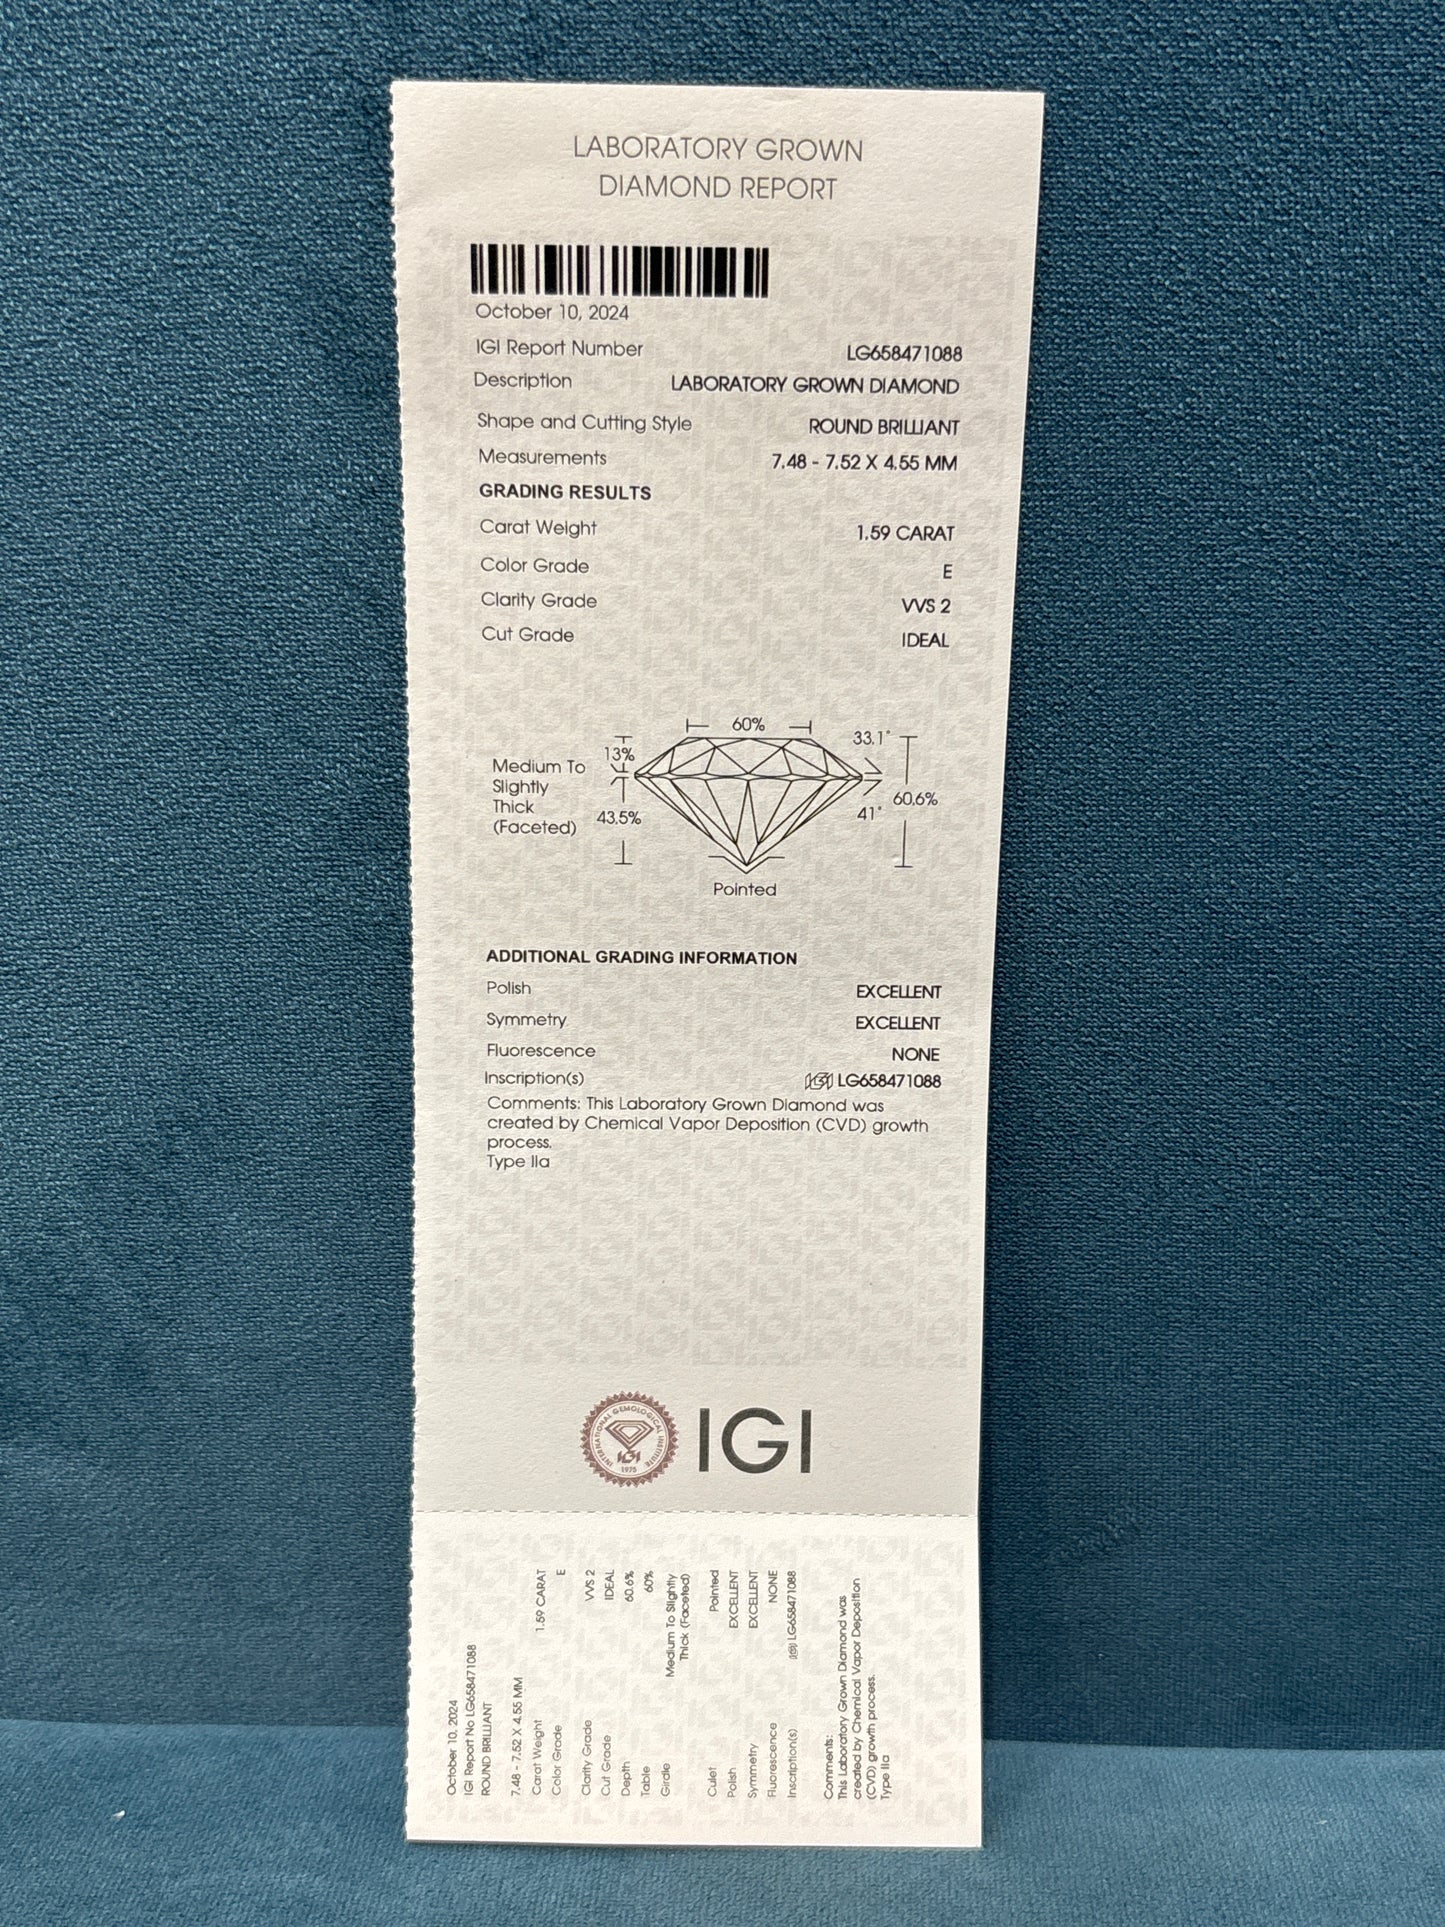 LABORATORY GROWN
DIAMOND REPORT
October 10, 2024
IGI Report Number LG658471088
Description LABORATORY GROWN DIAMOND
Shape and Cutting Style ROUND BRILLIANT
Measurements 7.48 - 7.52 X 4.55 MM
GRADING RESULTS
Carat Weight 1.59 CARAT
Color Grade E
Clarity Grade VVS 2
Cut Grade IDEAL
60%
13%
33.1°
Medium To
Slightly
Thick
(Faceted)
43.5%
41°
60.6%
Pointed
ADDITIONAL GRADING INFORMATION
Polish EXCELLENT
Symmetry EXCELLENT
Fluorescence NONE
Inscription(s) IGI LG658471088
Comments: This Laboratory Grown Diamond was
created by Chemical Vapor Deposition (CVD) growth
process.
Type IIa
INTERNATIONAL GEMOLOGICAL INSTITUTE
IGI
1975
IGI
October 10, 2024
IGI Report No LG658471088
ROUND BRILLIANT
7.48 - 7.52 X 4.55 MM
Carat Weight 1.59 CARAT
Color Grade E
Clarity Grade VVS 2
Cut Grade IDEAL
Depth 60.6%
Table 60%
Girdle Medium To Slightly
Thick (Faceted)
Culet Pointed
Polish EXCELLENT
Symmetry EXCELLENT
Fluorescence NONE
Inscription(s) IGI LG658471088
Comments:
This Laboratory Grown Diamond was
created by Chemical Vapor Deposition
(CVD) growth process.
Type IIa